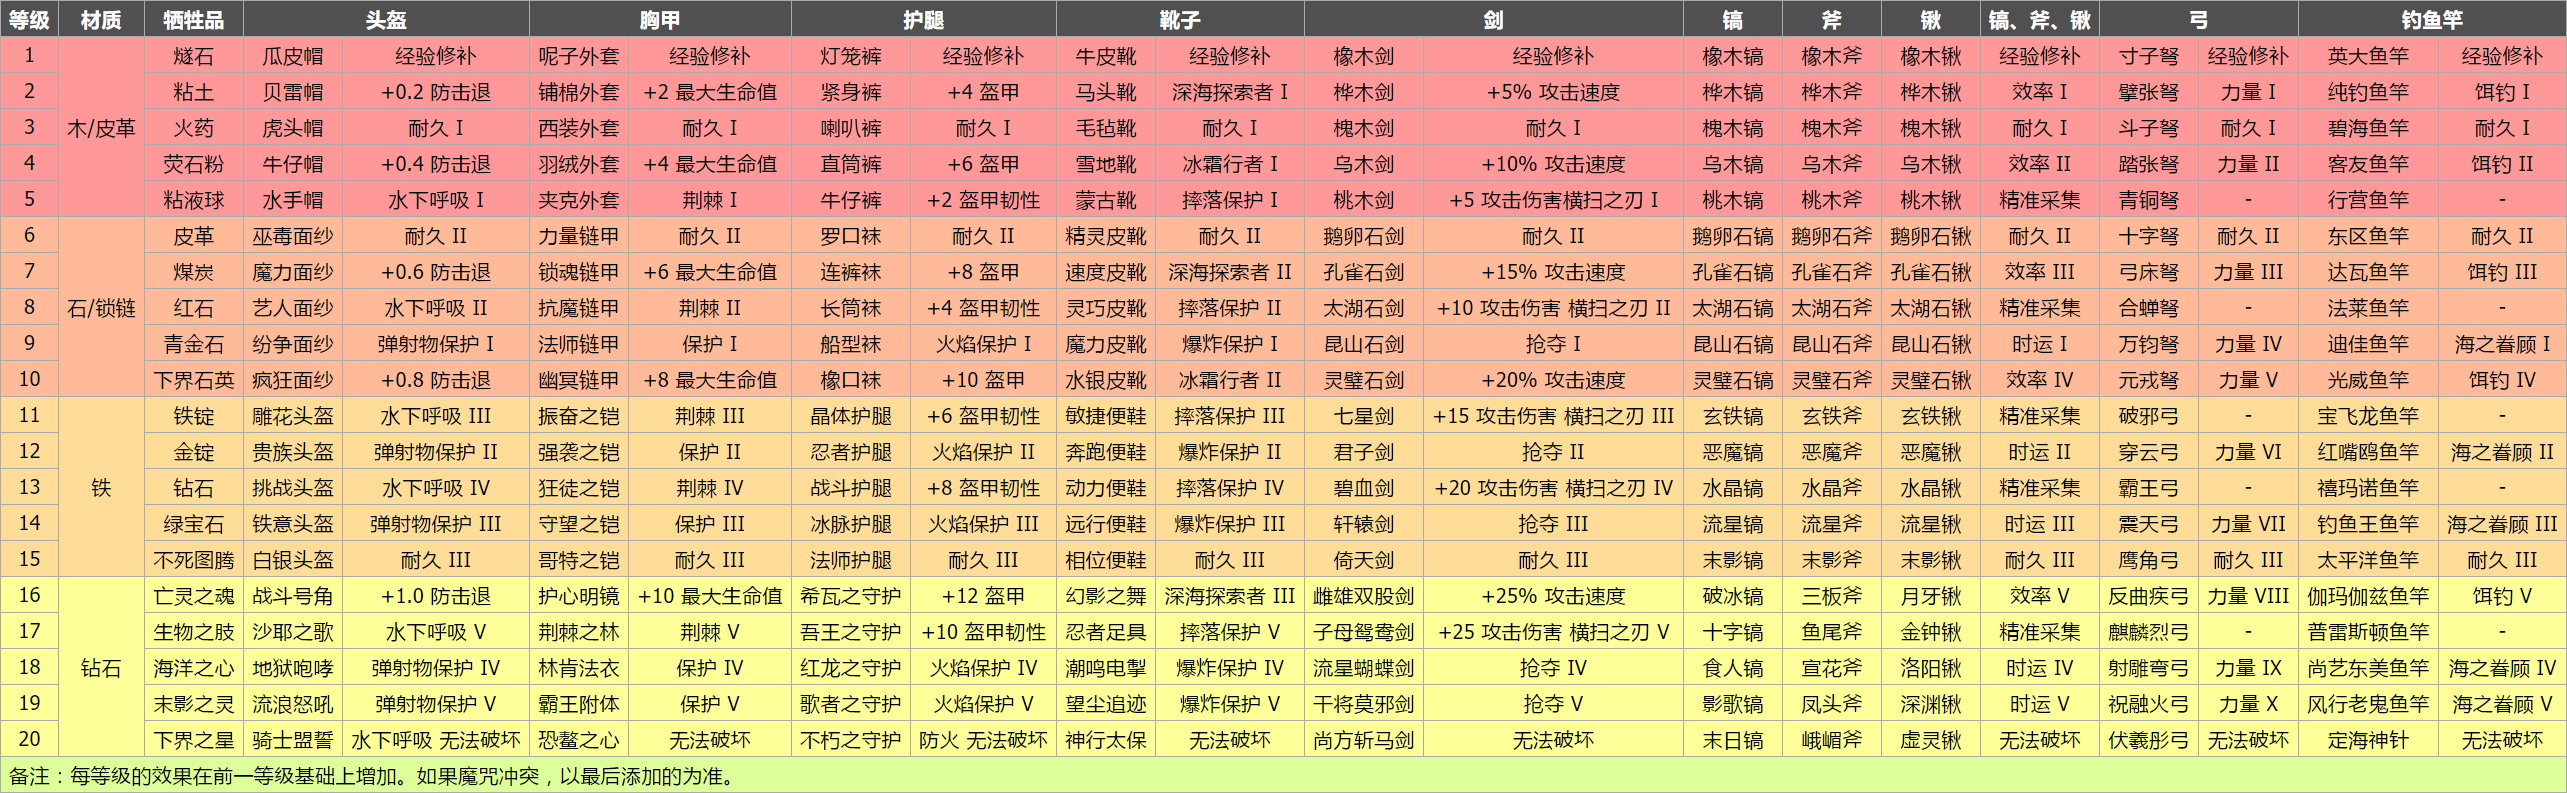 等级 材质 牺牲品 头盔 胸甲 护腿 靴子 剑 镐 斧 锹 镐、斧、锹 弓 钓鱼竿
1 木/皮革 燧石 瓜皮帽 经验修补 呢子外套 经验修补 灯笼裤 经验修补 牛皮靴 经验修补 橡木剑 经验修补 橡木镐 橡木斧 橡木锹 经验修补 寸子弩 经验修补 英大鱼竿 经验修补
2 粘土 贝雷帽 +0.2 防击退 铺棉外套 +2 最大生命值 紧身裤 +4 盔甲 马头靴 深海探索者 I 桦木剑 +5% 攻击速度 桦木镐 桦木斧 桦木锹 效率 I 擘张弩 力量 I 纯钓鱼竿 饵钓 I
3 火药 虎头帽 耐久 I 西装外套 耐久 I 喇叭裤 耐久 I 毛毡靴 耐久 I 槐木剑 耐久 I 槐木镐 槐木斧 槐木锹 耐久 I 斗子弩 耐久 I 碧海鱼竿 耐久 I
4 荧石粉 牛仔帽 +0.4 防击退 羽绒外套 +4 最大生命值 直筒裤 +6 盔甲 雪地靴 冰霜行者 I 乌木剑 +10% 攻击速度 乌木镐 乌木斧 乌木锹 效率 II 踏张弩 力量 II 客友鱼竿 饵钓 II
5 粘液球 水手帽 水下呼吸 I 夹克外套 荆棘 I 牛仔裤 +2 盔甲韧性 蒙古靴 摔落保护 I 桃木剑 +5 攻击伤害横扫之刃 I 桃木镐 桃木斧 桃木锹 精准采集 青铜弩 - 行营鱼竿 -
6 石/锁链 皮革 巫毒面纱 耐久 II 力量链甲 耐久 II 罗口袜 耐久 II 精灵皮靴 耐久 II 鹅卵石剑 耐久 II 鹅卵石镐 鹅卵石斧 鹅卵石锹 耐久 II 十字弩 耐久 II 东区鱼竿 耐久 II
7 煤炭 魔力面纱 +0.6 防击退 锁魂链甲 +6 最大生命值 连裤袜 +8 盔甲 速度皮靴 深海探索者 II 孔雀石剑 +15% 攻击速度 孔雀石镐 孔雀石斧 孔雀石锹 效率 III 弓床弩 力量 III 达瓦鱼竿 饵钓 III
8 红石 艺人面纱 水下呼吸 II 抗魔链甲 荆棘 II 长筒袜 +4 盔甲韧性 灵巧皮靴 摔落保护 II 太湖石剑 +10 攻击伤害 横扫之刃 II 太湖石镐 太湖石斧 太湖石锹 精准采集 合蝉弩 - 法莱鱼竿 -
9 青金石 纷争面纱 弹射物保护 I 法师链甲 保护 I 船型袜 火焰保护 I 魔力皮靴 爆炸保护 I 昆山石剑 抢夺 I 昆山石镐 昆山石斧 昆山石锹 时运 I 万钧弩 力量 IV 迪佳鱼竿 海之眷顾 I
10 下界石英 疯狂面纱 +0.8 防击退 幽冥链甲 +8 最大生命值 橡口袜 +10 盔甲 水银皮靴 冰霜行者 II 灵璧石剑 +20% 攻击速度 灵璧石镐 灵璧石斧 灵璧石锹 效率 IV 元戎弩 力量 V 光威鱼竿 饵钓 IV
11 铁 铁锭 雕花头盔 水下呼吸 III 振奋之铠 荆棘 III 晶体护腿 +6 盔甲韧性 敏捷便鞋 摔落保护 III 七星剑 +15 攻击伤害 横扫之刃 III 玄铁镐 玄铁斧 玄铁锹 精准采集 破邪弓 - 宝飞龙鱼竿 -
12 金锭 贵族头盔 弹射物保护 II 强袭之铠 保护 II 忍者护腿 火焰保护 II 奔跑便鞋 爆炸保护 II 君子剑 抢夺 II 恶魔镐 恶魔斧 恶魔锹 时运 II 穿云弓 力量 VI 红嘴鸥鱼竿 海之眷顾 II
13 钻石 挑战头盔 水下呼吸 IV 狂徒之铠 荆棘 IV 战斗护腿 +8 盔甲韧性 动力便鞋 摔落保护 IV 碧血剑 +20 攻击伤害 横扫之刃 IV 水晶镐 水晶斧 水晶锹 精准采集 霸王弓 - 禧玛诺鱼竿 -
14 绿宝石 铁意头盔 弹射物保护 III 守望之铠 保护 III 冰脉护腿 火焰保护 III 远行便鞋 爆炸保护 III 轩辕剑 抢夺 III 流星镐 流星斧 流星锹 时运 III 震天弓 力量 VII 钓鱼王鱼竿 海之眷顾 III
15 不死图腾 白银头盔 耐久 III 哥特之铠 耐久 III 法师护腿 耐久 III 相位便鞋 耐久 III 倚天剑 耐久 III 末影镐 末影斧 末影锹 耐久 III 鹰角弓 耐久 III 太平洋鱼竿 耐久 III
16 钻石 亡灵之魂 战斗号角 +1.0 防击退 护心明镜 +10 最大生命值 希瓦之守护 +12 盔甲 幻影之舞 深海探索者 III 雌雄双股剑 +25% 攻击速度 破冰镐 三板斧 月牙锹 效率 V 反曲疾弓 力量 VIII 伽玛伽兹鱼竿 饵钓 V
17 生物之肢 沙耶之歌 水下呼吸 V 荆棘之林 荆棘 V 吾王之守护 +10 盔甲韧性 忍者足具 摔落保护 V 子母鸳鸯剑 +25 攻击伤害 横扫之刃 V 十字镐 鱼尾斧 金钟锹 精准采集 麒麟烈弓 - 普雷斯顿鱼竿 -
18 海洋之心 地狱咆哮 弹射物保护 IV 林肯法衣 保护 IV 红龙之守护 火焰保护 IV 潮鸣电掣 爆炸保护 IV 流星蝴蝶剑 抢夺 IV 食人镐 宣花斧 洛阳锹 时运 IV 射雕弯弓 力量 IX 尚艺东美鱼竿 海之眷顾 IV
19 末影之灵 流浪怒吼 弹射物保护 V 霸王附体 保护 V 歌者之守护 火焰保护 V 望尘追迹 爆炸保护 V 干将莫邪剑 抢夺 V 影歌镐 凤头斧 深渊锹 时运 V 祝融火弓 力量 X 风行老鬼鱼竿 海之眷顾 V
20 下界之星 骑士盟誓 水下呼吸 无法破坏 恐鳌之心 无法破坏 不朽之守护 防火 无法破坏 神行太保 无法破坏 尚方斩马剑 无法破坏 末日镐 峨嵋斧 虚灵锹 无法破坏 伏羲彤弓 无法破坏 定海神针 无法破坏
备注：每等级的效果在前一等级基础上增加。如果魔咒冲突，以最后添加的为准。